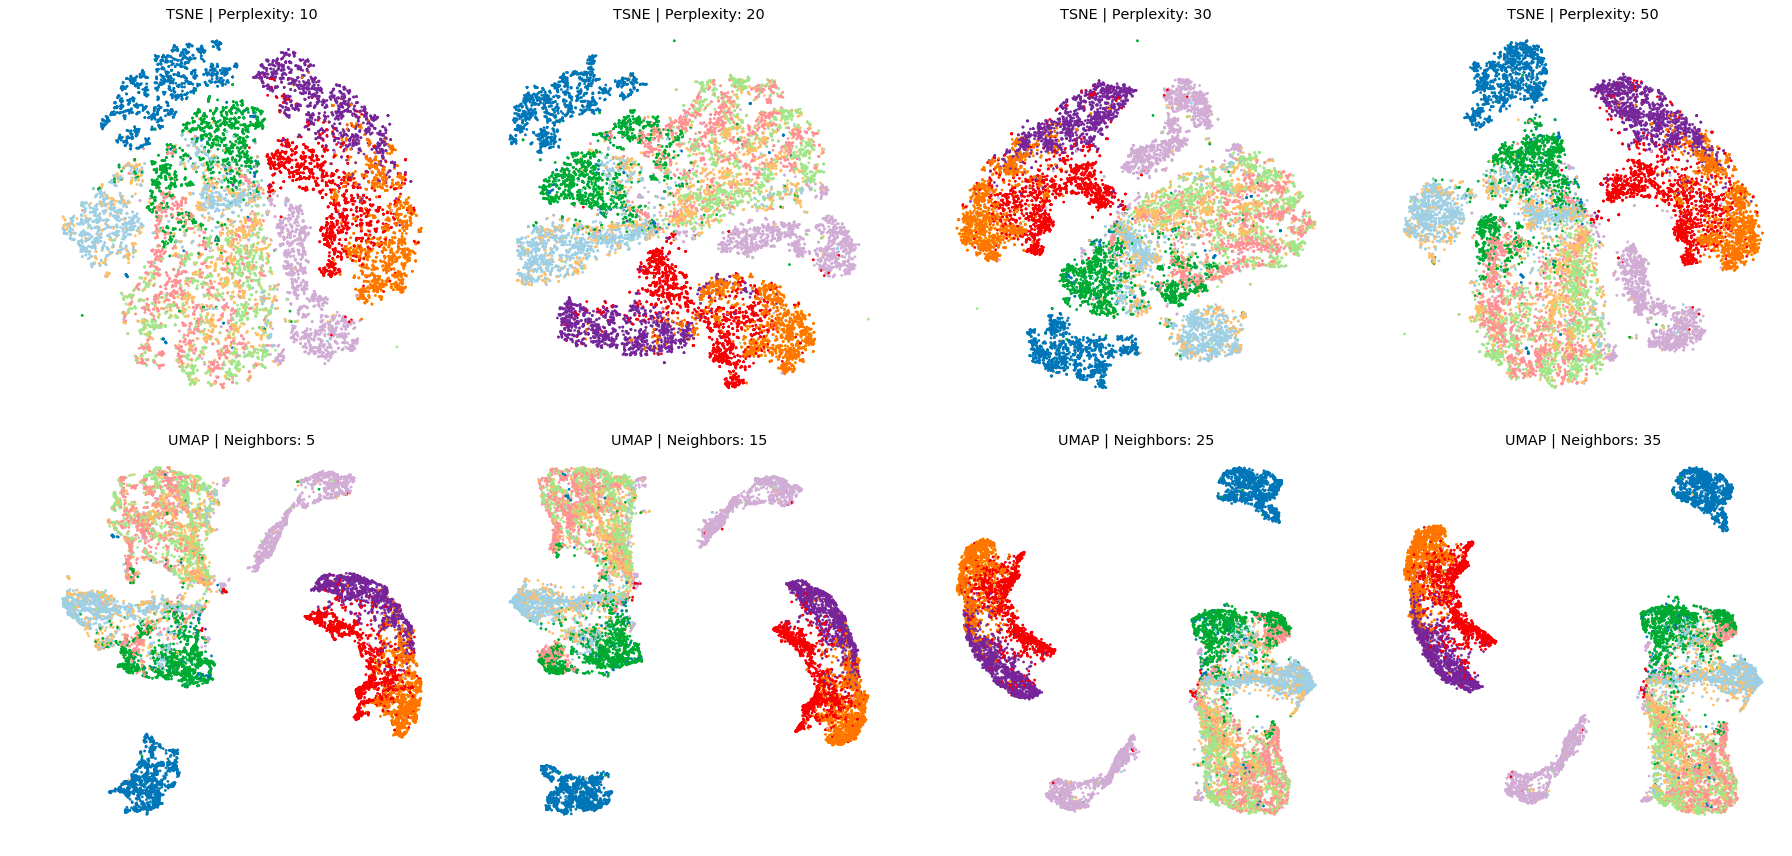 TSNE | Perplexity: 10
TSNE | Perplexity: 20
TSNE | Perplexity: 30
TSNE | Perplexity: 50
UMAP | Neighbors: 5
UMAP | Neighbors: 15
UMAP | Neighbors: 25
UMAP | Neighbors: 35